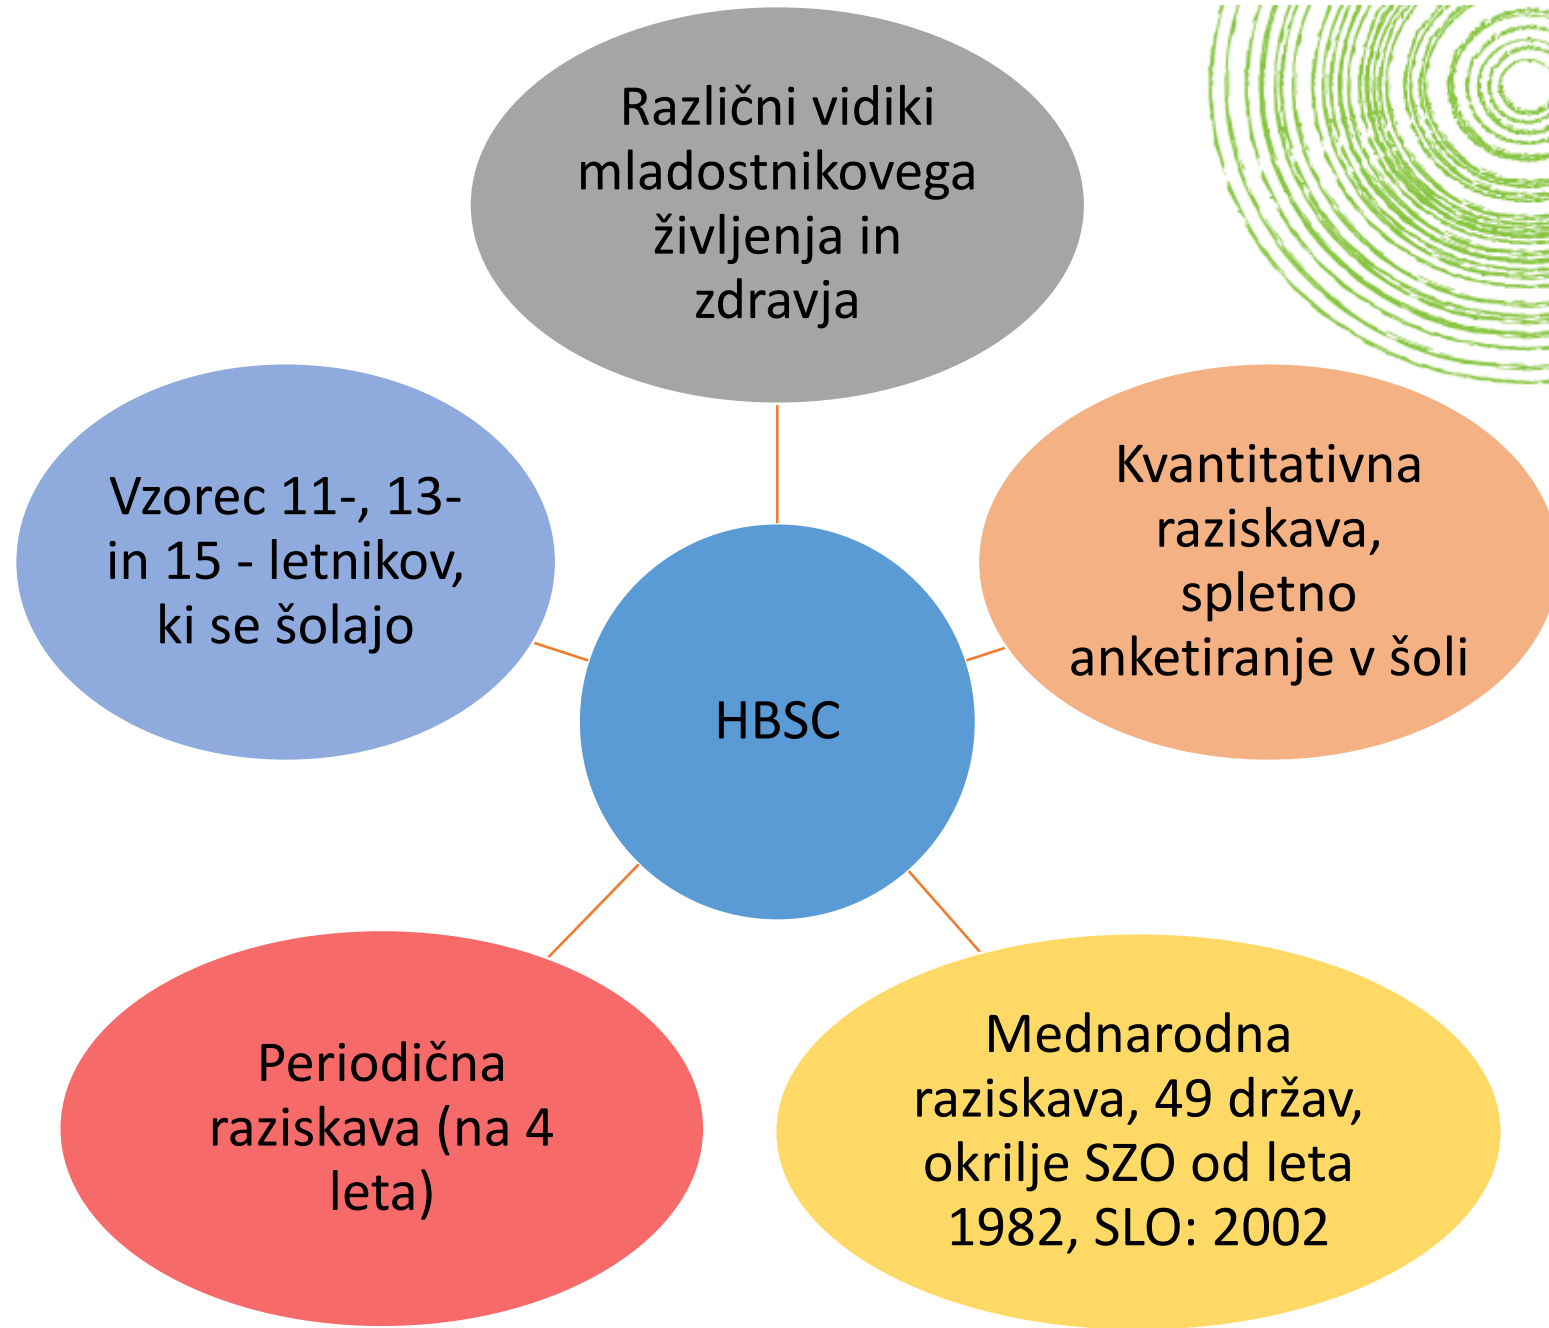 Različni vidiki
mladostnikovega
življenja in
zdravja
Vzorec 11-, 13-
in 15 - letnikov,
ki se šolajo
Kvantitativna
raziskava,
spletno
anketiranje v šoli
HBSC
Periodična
raziskava (na 4
leta)
Mednarodna
raziskava, 49 držav,
okrilje SZO od leta
1982, SLO: 2002